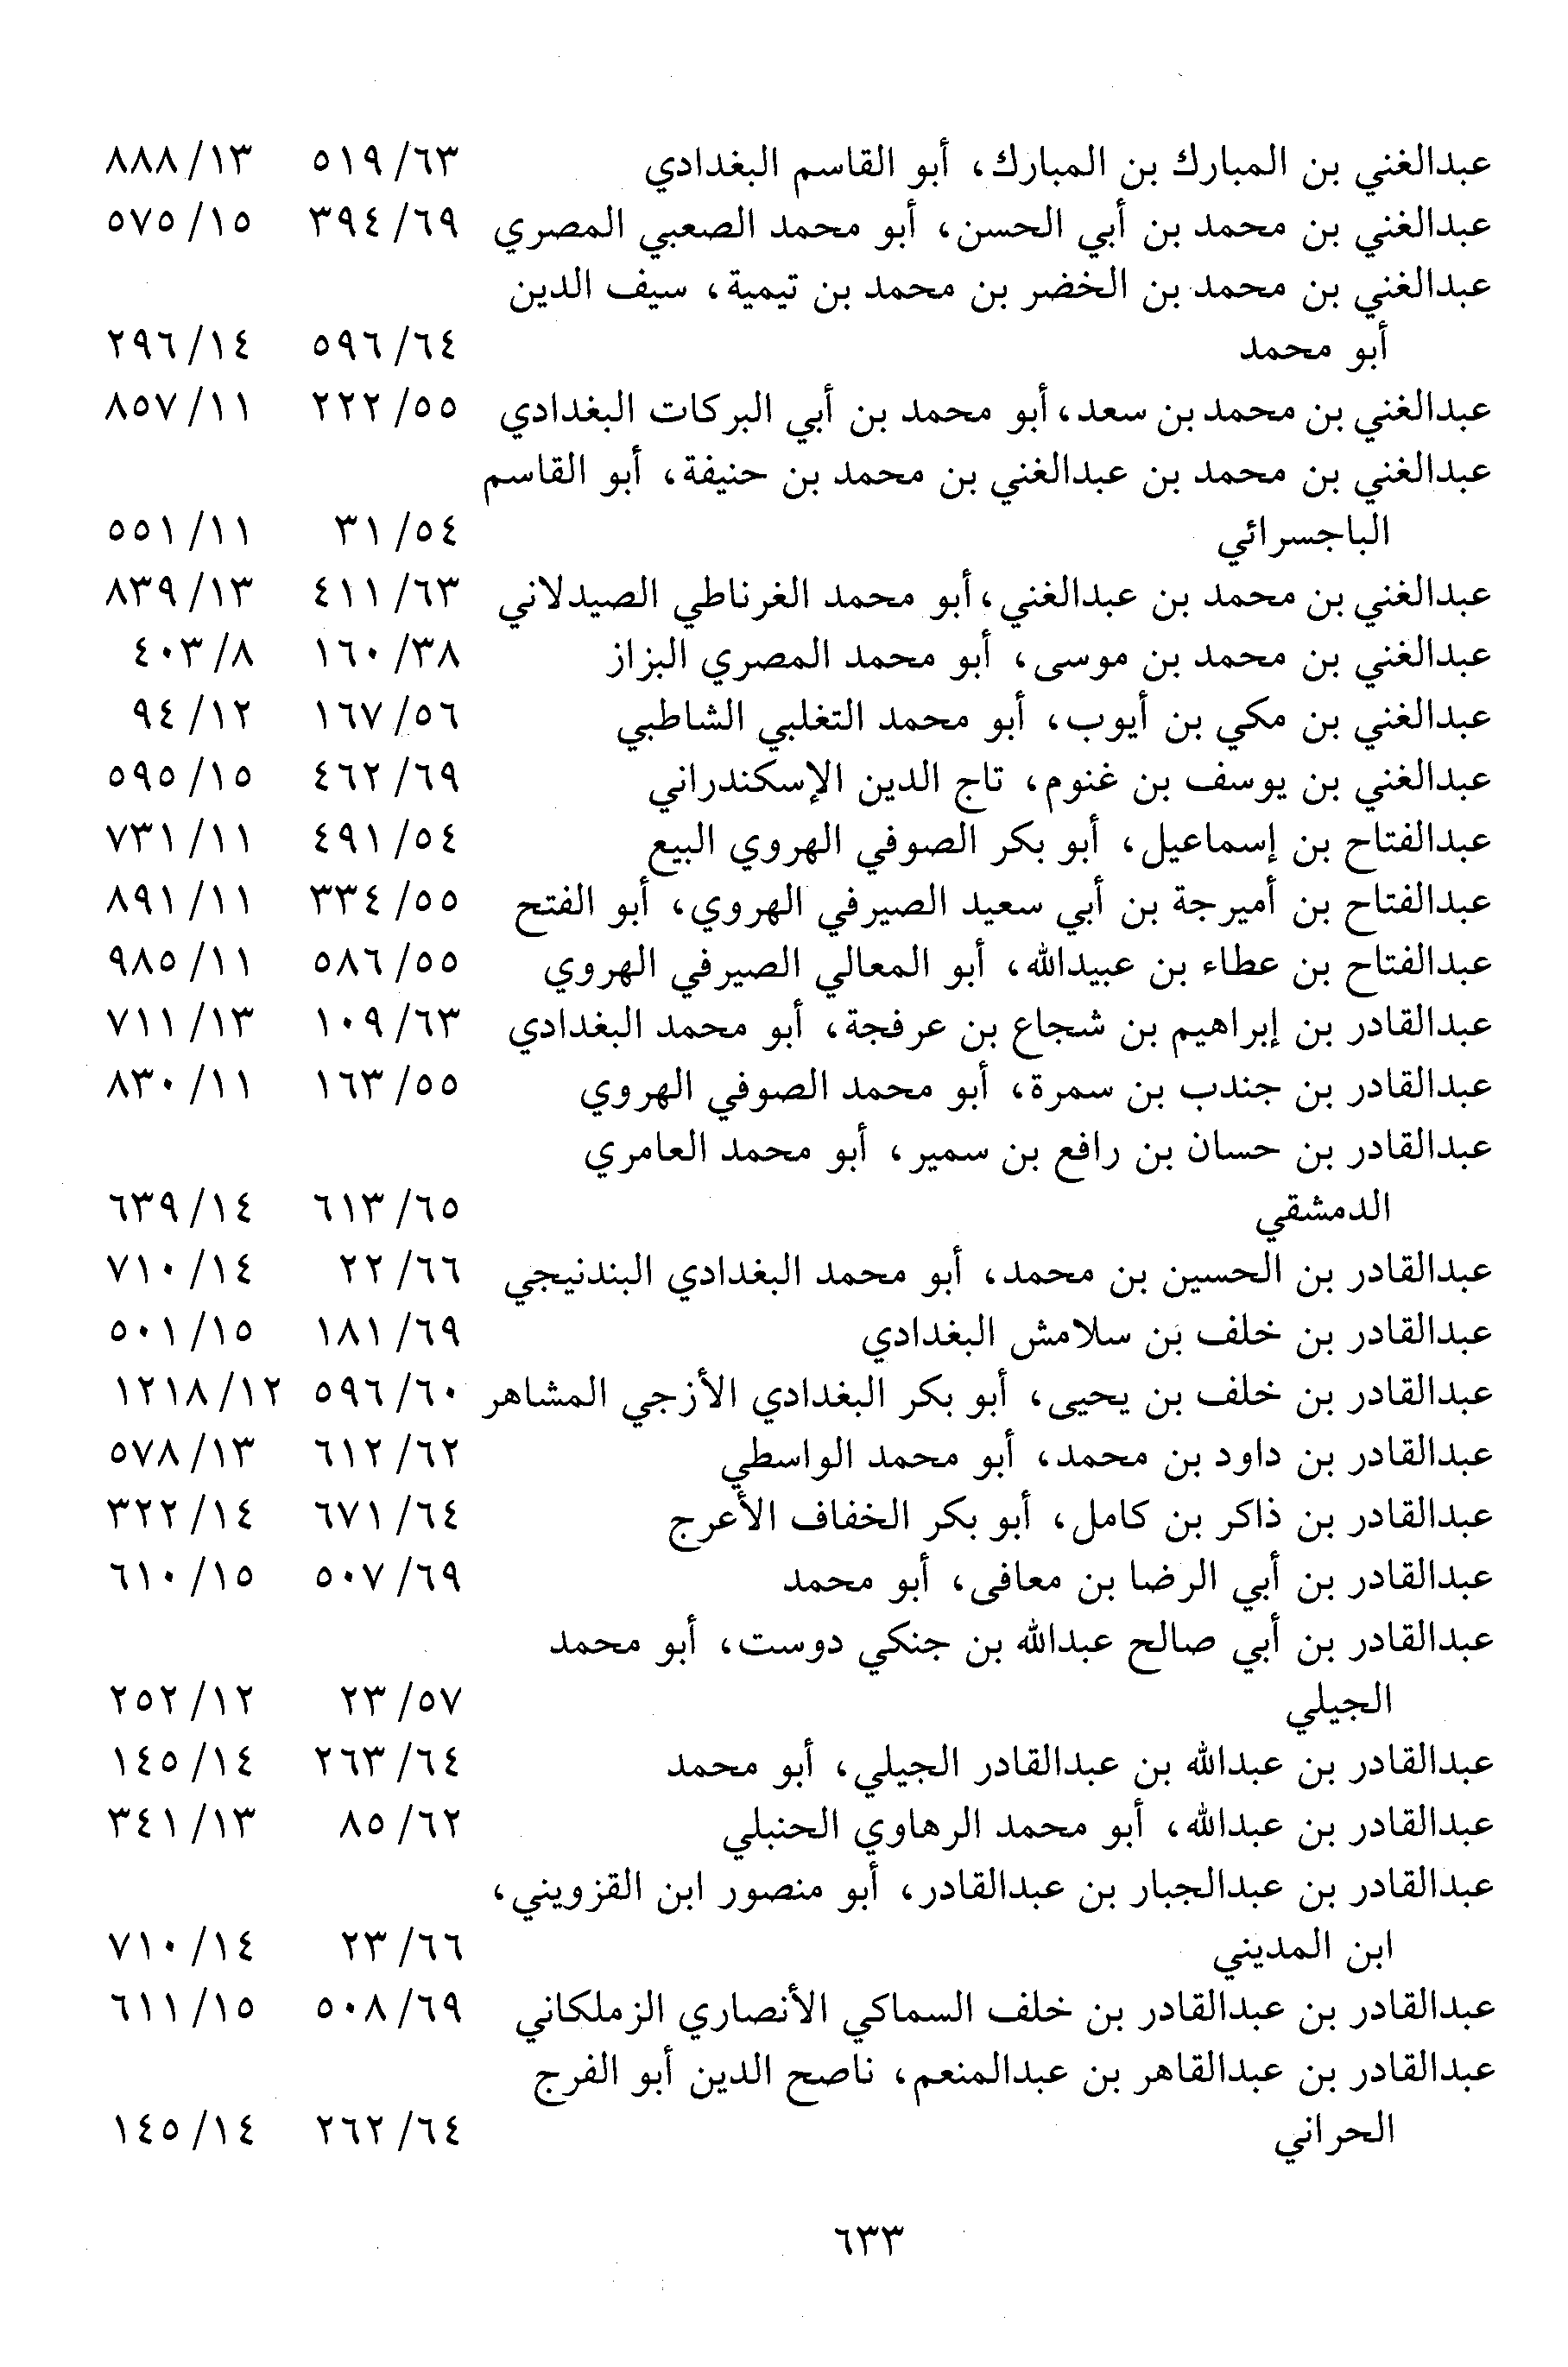 عبدالغني بن المبارك بن المبارك، أبو القاسم البغدادي ٦٣/ ٥١٩ ١٣/ ٨٨٨
عبدالغني بن محمد بن أبي الحسن، أبو محمد الصعبي المصري ٦٩/ ٣٩٤ ١٥/ ٥٧٥
عبدالغني بن محمد بن الخضر بن محمد بن تيمية، سيف الدين
أبو محمد ٦٤/ ٥٩٦ ١٤/ ٢٩٦
عبدالغني بن محمد بن سعد، أبو محمد بن أبي البركات البغدادي ٥٥/ ٢٢٢ ١١/ ٨٥٧
عبدالغني بن محمد بن عبدالغني بن محمد بن حنيفة، أبو القاسم
الباجسرائي ٥٤/ ٣١ ١١/ ٥٥١
عبدالغني بن محمد بن عبدالغني، أبو محمد الغرناطي الصيدلاني ٦٣/ ٤١١ ١٣/ ٨٣٩
عبدالغني بن محمد بن موسى، أبو محمد المصري البزاز ٣٨/ ١٦٠ ٨/ ٤٠٣
عبدالغني بن مكي بن أيوب، أبو محمد التغلبي الشاطبي ٥٦/ ١٦٧ ١٢/ ٩٤
عبدالغني بن يوسف بن غنوم، تاج الدين الإسكندراني ٦٩/ ٤٦٢ ١٥/ ٥٩٥
عبدالفتاح بن إسماعيل، أبو بكر الصوفي الهروي البيع ٥٤/ ٤٩١ ١١/ ٧٣١
عبدالفتاح بن أميرجة بن أبي سعيد الصيرفي الهروي، أبو الفتح ٥٥/ ٣٣٤ ١١/ ٨٩١
عبدالفتاح بن عطاء بن عبيدالله، أبو المعالي الصيرفي الهروي ٥٥/ ٥٨٦ ١١/ ٩٨٥
عبدالقادر بن إبراهيم بن شجاع بن عرفجة، أبو محمد البغدادي ٦٣/ ١٠٩ ١٣/ ٧١١
عبدالقادر بن جندب بن سمرة، أبو محمد الصوفي الهروي ٥٥/ ١٦٣ ١١/ ٨٣٠
عبدالقادر بن حسان بن رافع بن سمير، أبو محمد العامري
الدمشقي ٦٥/ ٦١٣ ١٤/ ٦٣٩
عبدالقادر بن الحسين بن محمد، أبو محمد البغدادي البندنيجي ٦٦/ ٢٢ ١٤/ ٧١٠
عبدالقادر بن خلف بن سلامش البغدادي ٦٩/ ١٨١ ١٥/ ٥٠١
عبدالقادر بن خلف بن يحيى، أبو بكر البغدادي الأزجي المشاهر ٦٠/ ٥٩٦ ١٢/ ١٢١٨
عبدالقادر بن داود بن محمد، أبو محمد الواسطي ٦٢/ ٦١٢ ١٣/ ٥٧٨
عبدالقادر بن ذاكر بن كامل، أبو بكر الخفاف الأعرج ٦٤/ ٦٧١ ١٤/ ٣٢٢
عبدالقادر بن أبي الرضا بن معافى، أبو محمد ٦٩/ ٥٠٧ ١٥/ ٦١٠
عبدالقادر بن أبي صالح عبدالله بن جنكي دوست، أبو محمد
الجيلي ٥٧/ ٢٣ ١٢/ ٢٥٢
عبدالقادر بن عبدالله بن عبدالقادر الجيلي، أبو محمد ٦٤/ ٢٦٣ ١٤/ ١٤٥
عبدالقادر بن عبدالله، أبو محمد الرهاوي الحنبلي ٦٢/ ٨٥ ١٣/ ٣٤١
عبدالقادر بن عبدالجبار بن عبدالقادر، أبو منصور ابن القزويني،
ابن المديني ٦٦/ ٢٣ ١٤/ ٧١٠
عبدالقادر بن عبدالقادر بن خلف السماكي الأنصاري الزملكاني ٦٩/ ٥٠٨ ١٥/ ٦١١
عبدالقادر بن عبدالقاهر بن عبدالمنعم، ناصح الدين أبو الفرج
الحراني ٦٤/ ٢٦٢ ١٤/ ١٤٥
٦٣٣